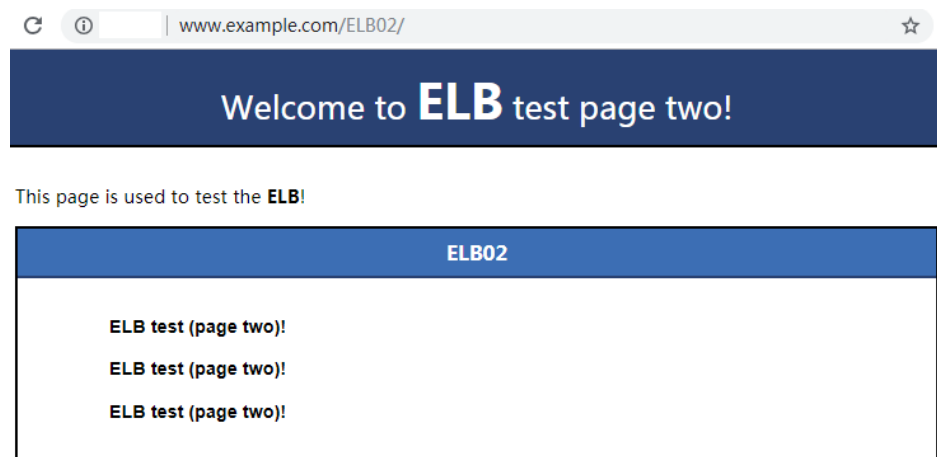 www.example.com/ELB02/
Welcome to ELB test page two!
This page is used to test the ELB!
ELB02
ELB test (page two)!
ELB test (page two)!
ELB test (page two)!